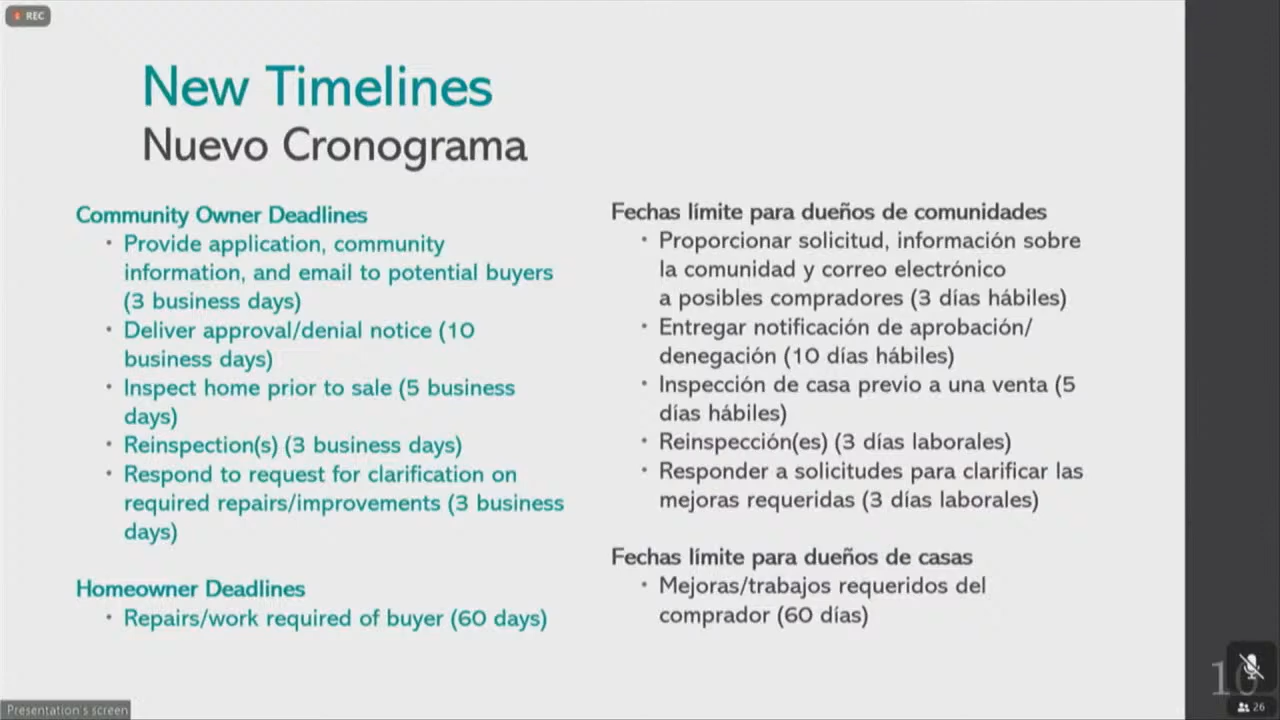 REC
New Timelines
Nuevo Cronograma
Community Owner Deadlines
• Provide application, community
information, and email to potential buyers
(3 business days)
• Deliver approval/denial notice (10
business days)
• Inspect home prior to sale (5 business
days)
• Reinspection(s) (3 business days)
• Respond to request for clarification on
required repairs/improvements (3 business
days)
Homeowner Deadlines
• Repairs/work required of buyer (60 days)
Fechas límite para dueños de comunidades
• Proporcionar solicitud, información sobre
la comunidad y correo electrónico
a posibles compradores (3 días hábiles)
• Entregar notificación de aprobación/
denegación (10 días hábiles)
• Inspección de casa previo a una venta (5
días hábiles)
• Reinspección(es) (3 días laborales)
• Responder a solicitudes para clarificar las
mejoras requeridas (3 días laborales)
Fechas límite para dueños de casas
• Mejoras/trabajos requeridos del
comprador (60 días)
26
Presentation's screen